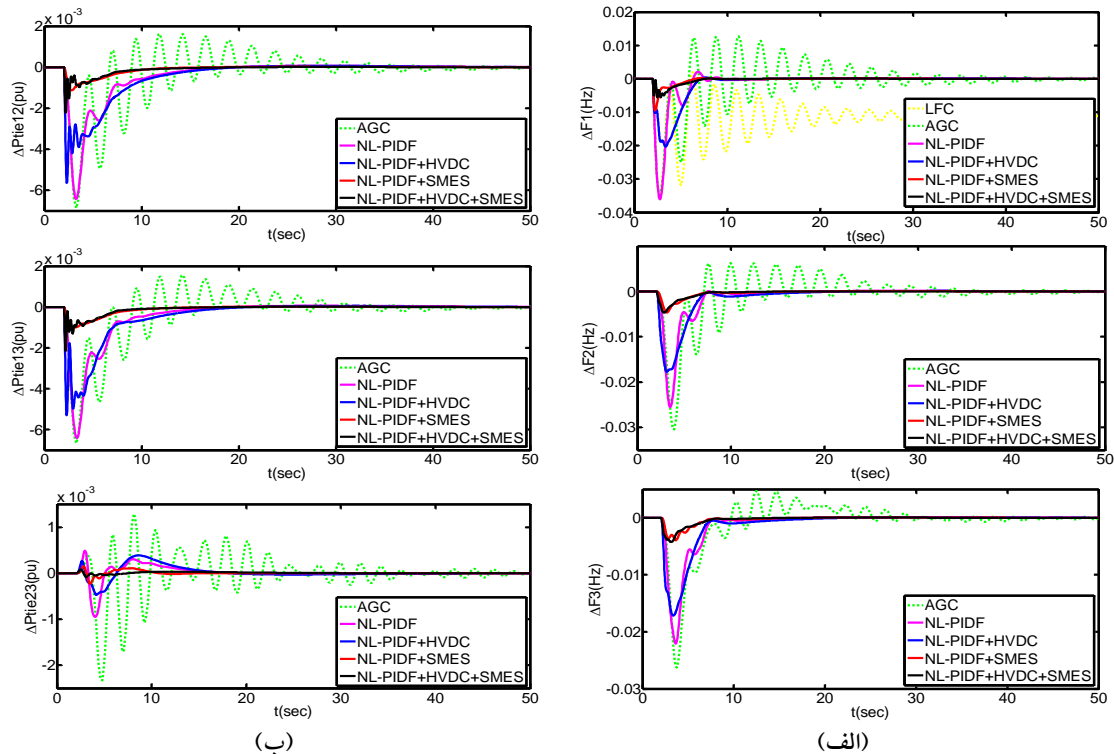 x 10⁻³
2
0
-2
-4
-6
ΔPtie12(pu)
AGC
NL-PIDF
NL-PIDF+HVDC
NL-PIDF+SMES
NL-PIDF+HVDC+SMES
0 10 20 30 40 50
t(sec)
x 10⁻³
2
0
-2
-4
-6
ΔPtie13(pu)
AGC
NL-PIDF
NL-PIDF+HVDC
NL-PIDF+SMES
NL-PIDF+HVDC+SMES
0 10 20 30 40 50
t(sec)
x 10⁻³
1
0
-1
-2
ΔPtie23(pu)
AGC
NL-PIDF
NL-PIDF+HVDC
NL-PIDF+SMES
NL-PIDF+HVDC+SMES
0 10 20 30 40 50
t(sec)
(ب)
0.02
0.01
0
-0.01
-0.02
-0.03
-0.04
ΔF1(Hz)
LFC
AGC
NL-PIDF
NL-PIDF+HVDC
NL-PIDF+SMES
NL-PIDF+HVDC+SMES
0 10 20 30 40 50
t(sec)
0
-0.01
-0.02
-0.03
ΔF2(Hz)
AGC
NL-PIDF
NL-PIDF+HVDC
NL-PIDF+SMES
NL-PIDF+HVDC+SMES
0 10 20 30 40 50
t(sec)
0
-0.01
-0.02
-0.03
ΔF3(Hz)
AGC
NL-PIDF
NL-PIDF+HVDC
NL-PIDF+SMES
NL-PIDF+HVDC+SMES
0 10 20 30 40 50
t(sec)
(الف)